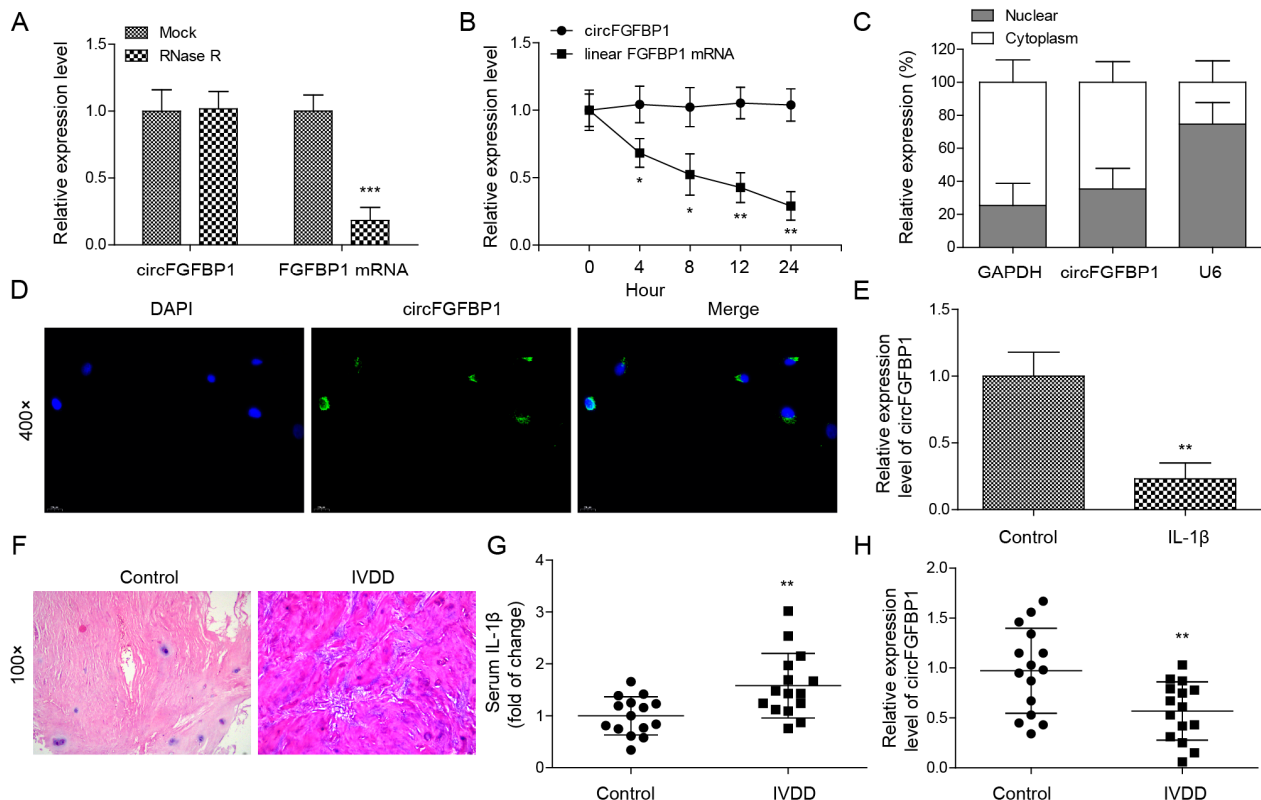 A
Mock
RNase R
Relative expression level
1.5
1.0
0.5
0.0
***
circFGFBP1
FGFBP1 mRNA
B
circFGFBP1
linear FGFBP1 mRNA
Relative expression level
1.5
1.0
0.5
0.0
*
*
**
**
0
4
8
12
24
Hour
C
Nuclear
Cytoplasm
Relative expression (%)
120
100
80
60
40
20
0
GAPDH
circFGFBP1
U6
D
DAPI
circFGFBP1
Merge
400×
E
Relative expression
level of circFGFBP1
1.5
1.0
0.5
0.0
**
Control
IL-1β
F
Control
IVDD
100×
G
Serum IL-1β
(fold of change)
4
3
2
1
0
**
Control
IVDD
H
Relative expression
level of circFGFBP1
2.0
1.5
1.0
0.5
0.0
**
Control
IVDD